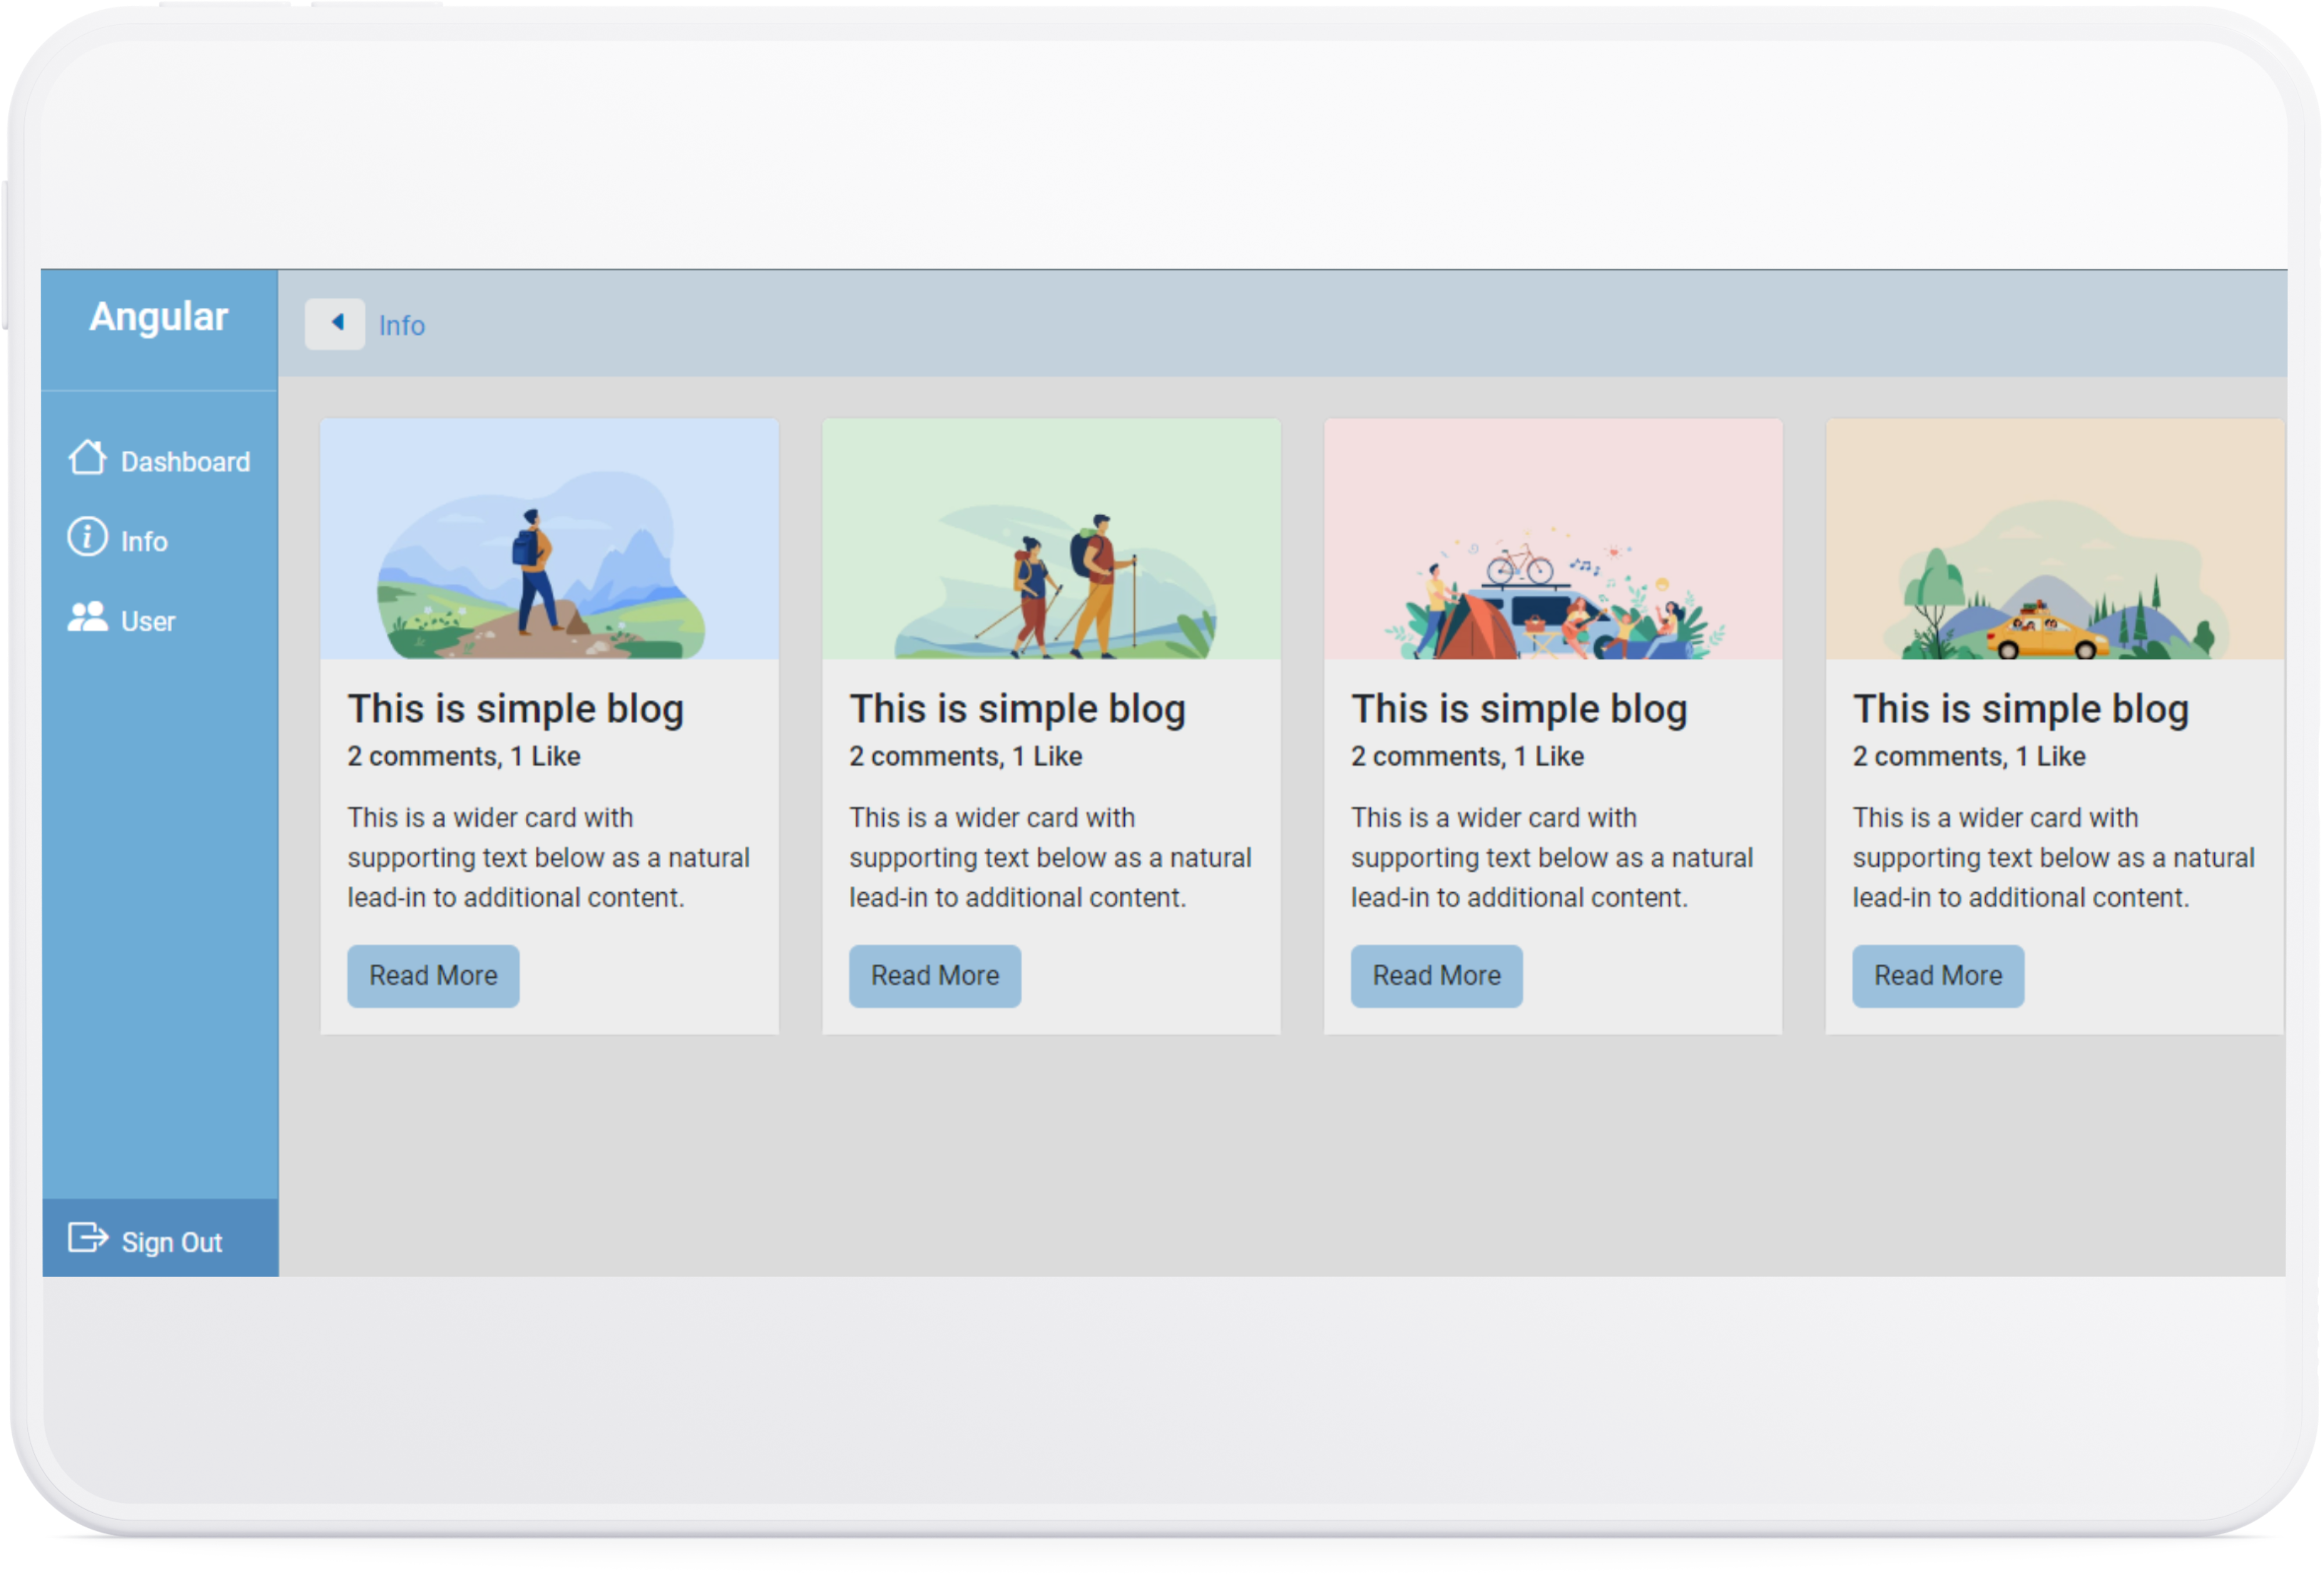 Angular
Info
Dashboard
Info
User
Sign Out
This is simple blog
2 comments, 1 Like
This is a wider card with
supporting text below as a natural
lead-in to additional content.
Read More
This is simple blog
2 comments, 1 Like
This is a wider card with
supporting text below as a natural
lead-in to additional content.
Read More
This is simple blog
2 comments, 1 Like
This is a wider card with
supporting text below as a natural
lead-in to additional content.
Read More
This is simple blog
2 comments, 1 Like
This is a wider card with
supporting text below as a natural
lead-in to additional content.
Read More